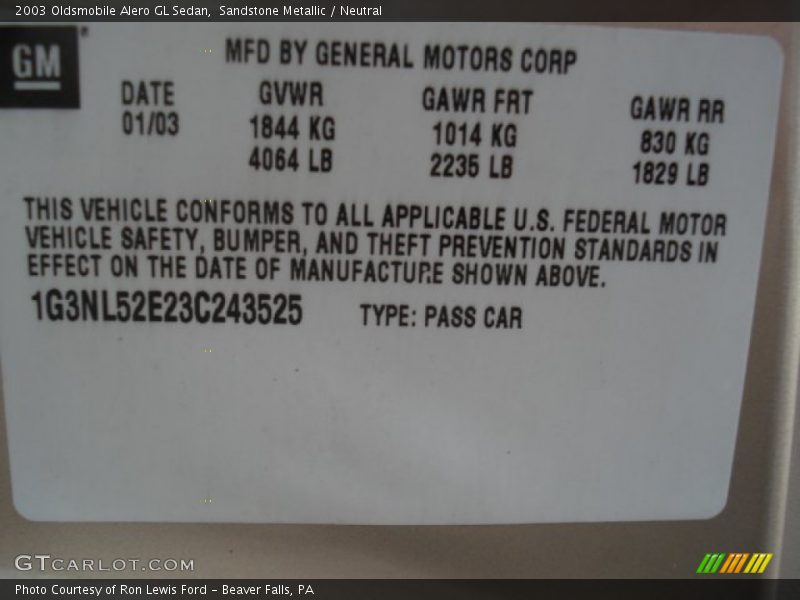 2003 Oldsmobile Alero GL Sedan,  Sandstone Metallic / Neutral
GM®
MFD BY GENERAL MOTORS CORP
DATE GVWR GAWR FRT GAWR RR
01/03 1844 KG 1014 KG 830 KG
4064 LB 2235 LB 1829 LB
THIS VEHICLE CONFORMS TO ALL APPLICABLE U.S. FEDERAL MOTOR
VEHICLE SAFETY, BUMPER, AND THEFT PREVENTION STANDARDS IN
EFFECT ON THE DATE OF MANUFACTURE SHOWN ABOVE.
1G3NL52E23C243525 TYPE: PASS CAR
GTCARLOT.COM
Photo Courtesy of Ron Lewis Ford - Beaver Falls, PA